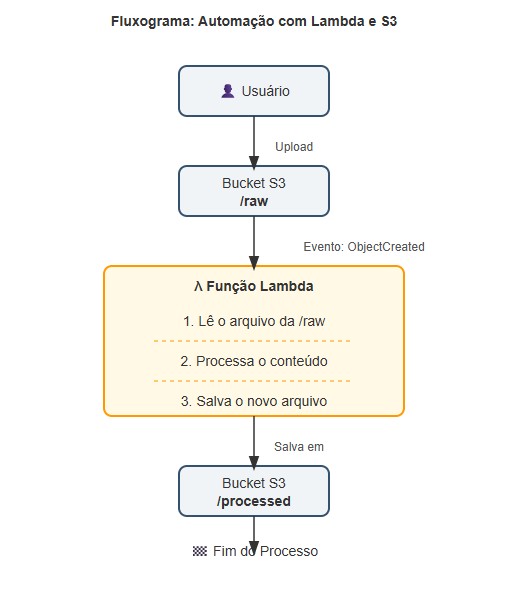 Fluxograma: Automação com Lambda e S3
Usuário
Upload
Bucket S3
/raw
Evento: ObjectCreated
λ Função Lambda
1. Lê o arquivo da /raw
2. Processa o conteúdo
3. Salva o novo arquivo
Salva em
Bucket S3
/processed
Fim do Processo